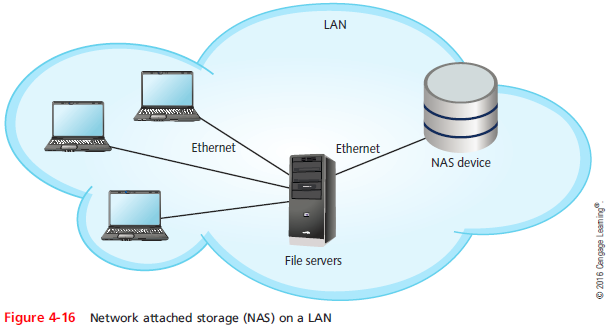 LAN
Ethernet
Ethernet
NAS device
File servers
© 2016 Cengage Learning®.
Figure 4-16 Network attached storage (NAS) on a LAN